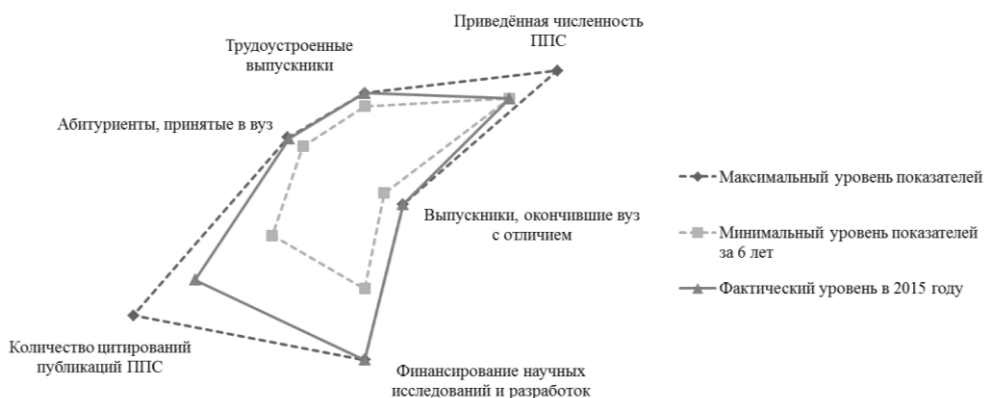 Приведённая численность
ППС
Трудоустроенные
выпускники
Абитуриенты, принятые в вуз
Выпускники, окончившие вуз
с отличием
Количество цитирований
публикаций ППС
Финансирование научных
исследований и разработок
Максимальный уровень показателей
Минимальный уровень показателей
за 6 лет
Фактический уровень в 2015 году